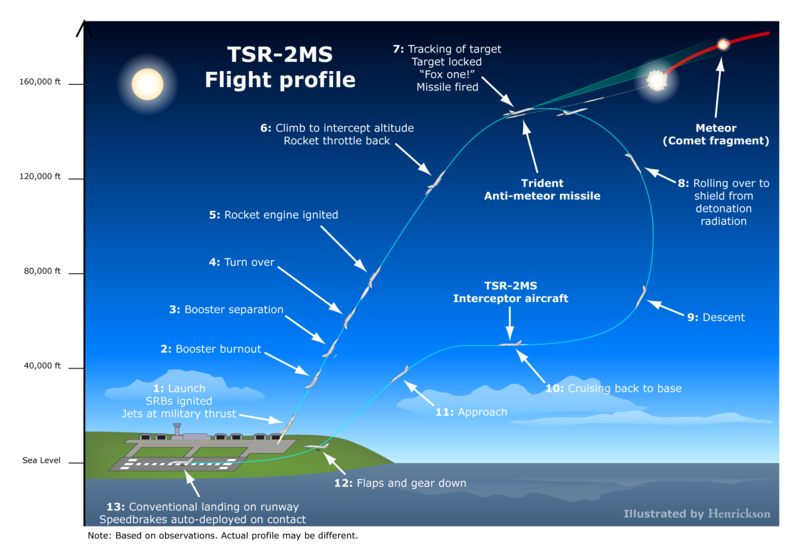 TSR-2MS
Flight profile
160,000 ft
120,000 ft
80,000 ft
40,000 ft
Sea Level
7: Tracking of target
Target locked
“Fox one!”
Missile fired
Meteor
(Comet fragment)
6: Climb to intercept altitude
Rocket throttle back
Trident
Anti-meteor missile
8: Rolling over to
shield from
detonation
radiation
5: Rocket engine ignited
4: Turn over
TSR-2MS
Interceptor aircraft
3: Booster separation
9: Descent
2: Booster burnout
1: Launch
SRBs ignited
Jets at military thrust
10: Cruising back to base
11: Approach
12: Flaps and gear down
13: Conventional landing on runway
Speedbrakes auto-deployed on contact
Illustrated by Henrickson
Note: Based on observations. Actual profile may be different.